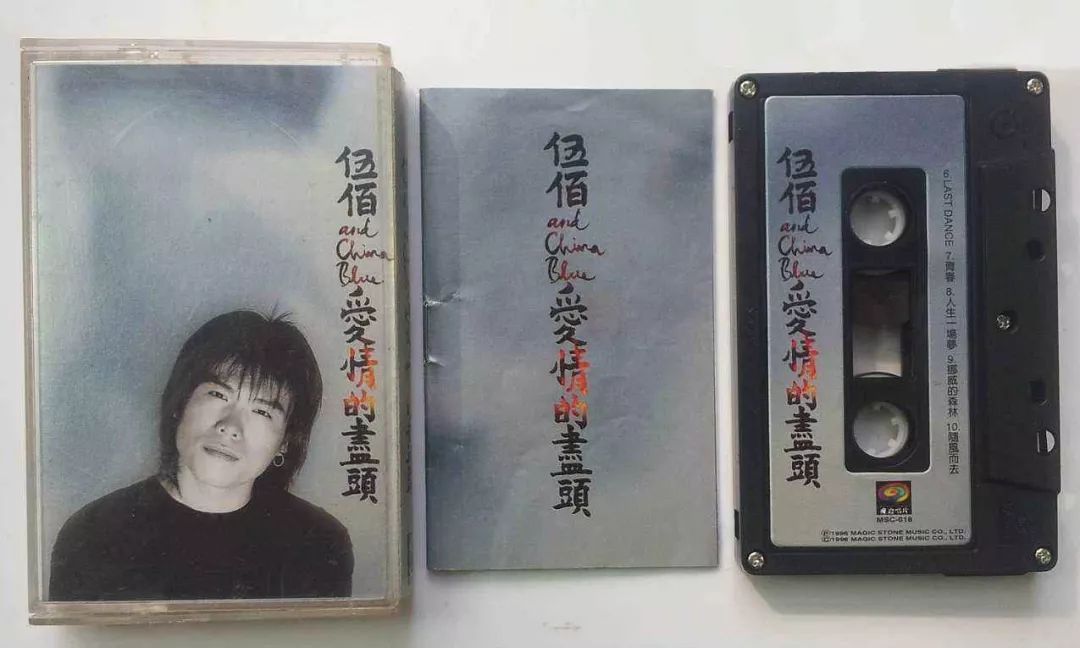 伍佰
and
China
Blue
愛情的盡頭
伍佰
and
China
Blue
愛情的盡頭
伍佰
and
China
Blue
愛情的盡頭
6.LAST DANCE 7.青春 8.人生一場夢 9.挪威的森林 10.隨風而去
魔岩唱片
MSC-616
Ⓟ1996 MAGIC STONE MUSIC CO., LTD.
©1996 MAGIC STONE MUSIC CO., LTD.